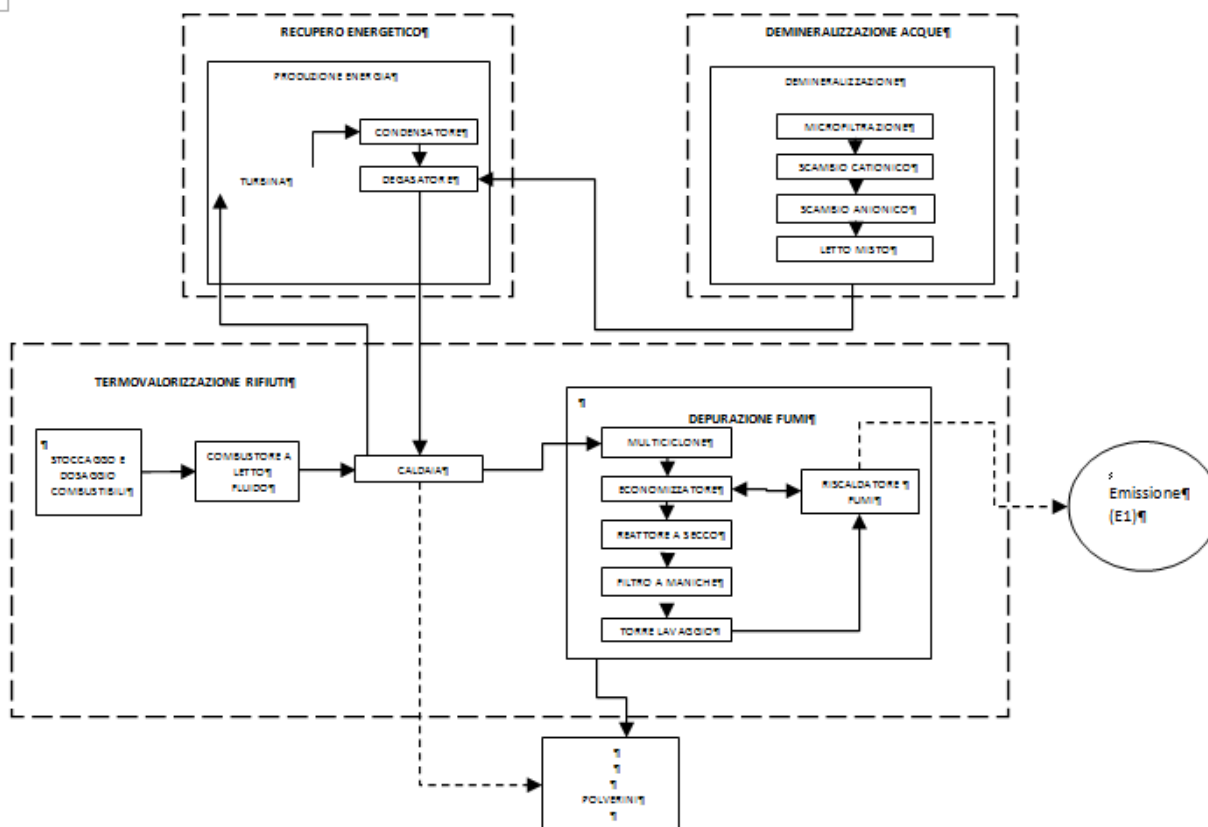 RECUPERO ENERGETICO¶
PRODUZIONE ENERGIA¶
CONDENSATORE¶
TURBINA¶
DEGASATORE¶
DEMINERALIZZAZIONE ACQUE¶
DEMINERALIZZAZIONE¶
MICROFILTRAZIONE¶
SCAMBIO CATIONICO¶
SCAMBIO ANIONICO¶
LETTO MISTO¶
TERMOVALORIZZAZIONE RIFIUTI¶
¶
STOCCAGGIO E
DOSAGGIO
COMBUSTIBILI¶
COMBUSTORE A
LETTO¶
FLUIDO¶
CALDAIA¶
¶
DEPURAZIONE FUMI¶
MULTICICLONE¶
ECONOMIZZATORE¶
REATTORE A SECCO¶
FILTRO A MANICHE¶
TORRE LAVAGGIO¶
RISCALDATORE ¶
FUMI¶
Emissione¶
(E1)¶
¶
¶
¶
POLVERINI¶
¶